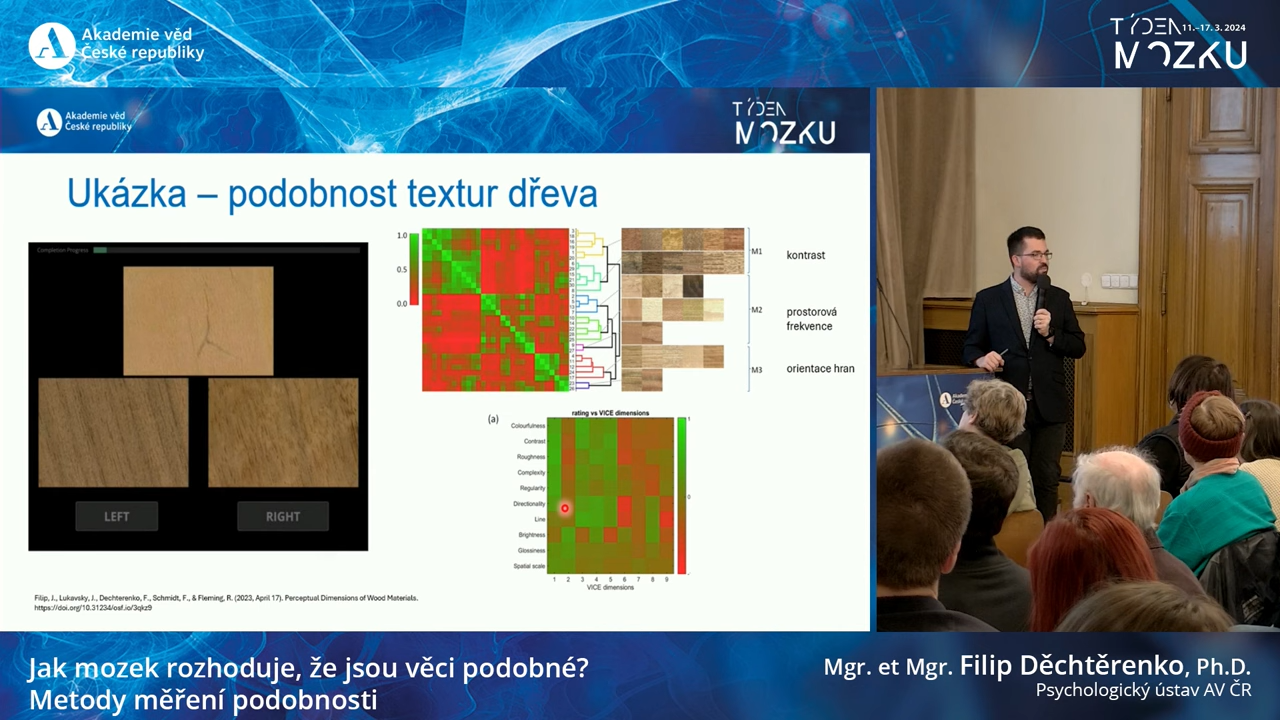 Akademie věd
České republiky
TÝDEN 11.–17. 3. 2024
MOZKU
Akademie věd
České republiky
TÝDEN
MOZKU
Ukázka – podobnost textur dřeva
Completion Progress
LEFT
RIGHT
1.0
0.5
0.0
M1
M2
M3
kontrast
prostorová
frekvence
orientace hran
(a)
rating vs VICE dimensions
Colourfulness
Contrast
Roughness
Complexity
Regularity
Directionality
Line
Brightness
Glossiness
Spatial scale
1 2 3 4 5 6 7 8 9
VICE dimensions
1
0
Filip, J., Lukavsky, J., Dechterenko, F., Schmidt, F., & Fleming, R. (2023, April 17). Perceptual Dimensions of Wood Materials.
https://doi.org/10.31234/osf.io/3qkz9
Jak mozek rozhoduje, že jsou věci podobné?
Metody měření podobnosti
Mgr. et Mgr. Filip Děchtěrenko, Ph.D.
Psychologický ústav AV ČR